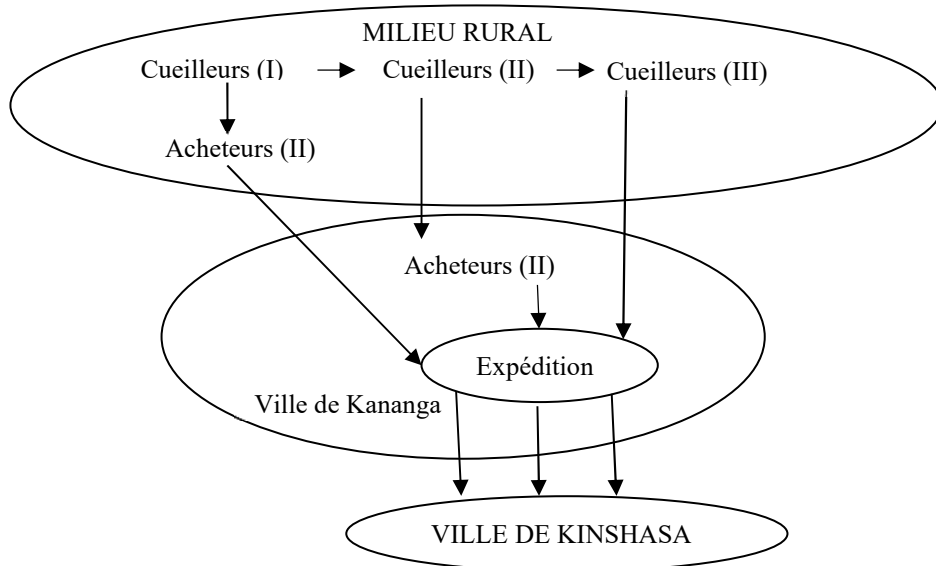 MILIEU RURAL
Cueilleurs (I) Cueilleurs (II) Cueilleurs (III)
Acheteurs (II)
Acheteurs (II)
Expédition
Ville de Kananga
VILLE DE KINSHASA